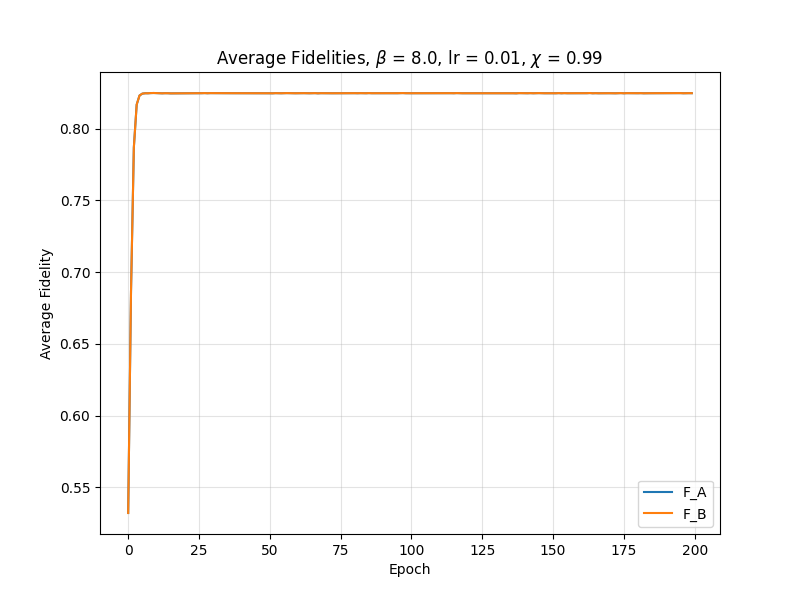 Average Fidelities, β = 8.0, lr = 0.01, χ = 0.99
Average Fidelity
0.80
0.75
0.70
0.65
0.60
0.55
0 25 50 75 100 125 150 175 200
Epoch
F_A
F_B